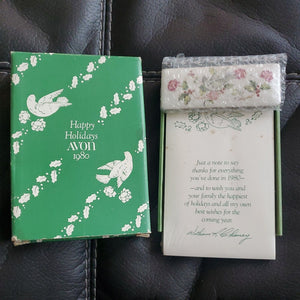 Happy
Holidays
AVON
1980
Just a note to say
thanks for everything
you've done in 1980—
—and to wish you and
your family the happiest
of holidays and all my own
best wishes for the
coming year.